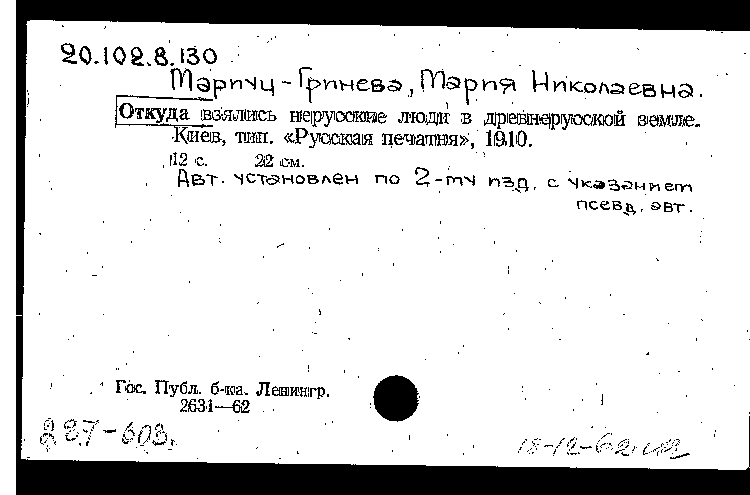 20.102.8.130
Марич-Гринева, Мария Николаевна.
Откуда взялись нерусские люди в древнерусской земле.
Киев, тип. «Русская печатня», 1910.
12 с. 22 см.
Авт. установлен по 2-му изд. с указанием
псевд. авт.
Гос. Публ. б-ка. Ленингр.
2631—62
287-603.
18-12-62